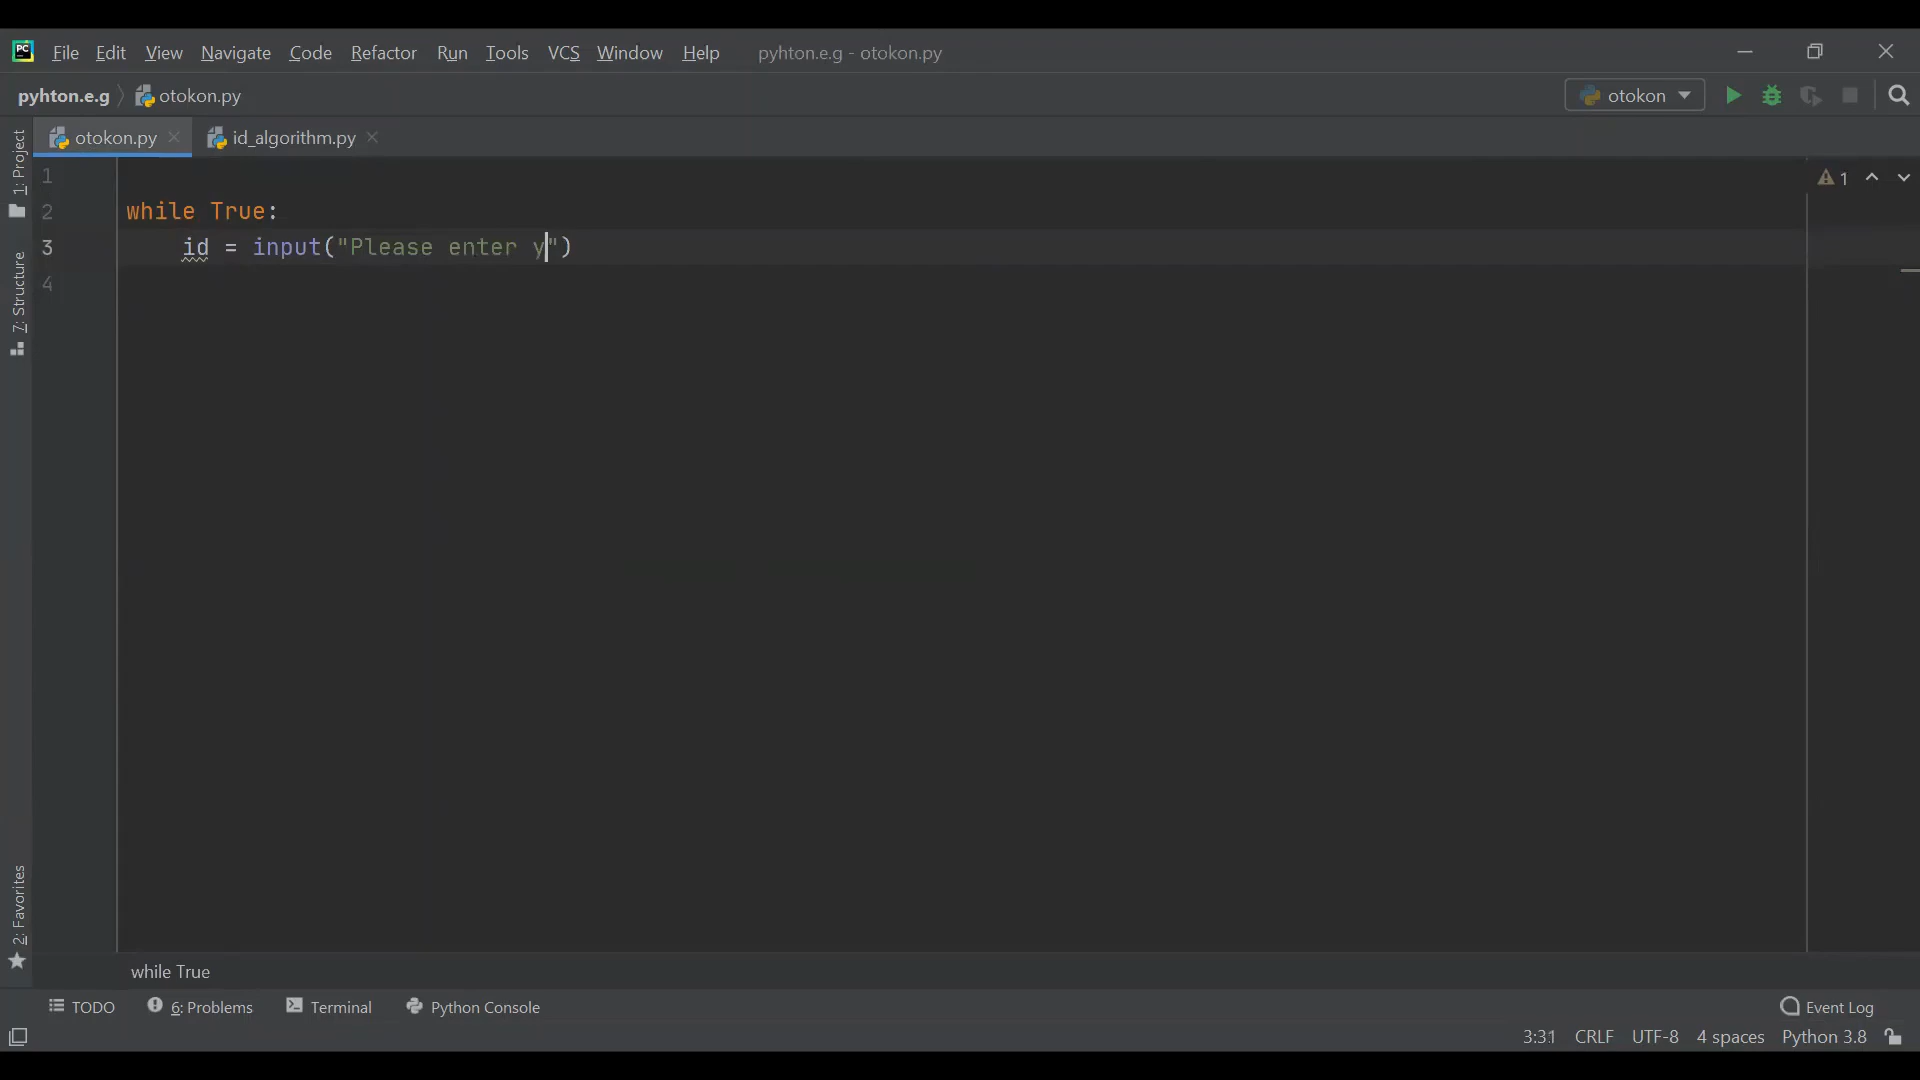 PC File Edit View Navigate Code Refactor Run Tools VCS Window Help pyhton.e.g - otokon.py
pyhton.e.g otokon.py otokon
otokon.py id_algorithm.py
1: Project
7: Structure
2: Favorites
1
2 while True:
3 id = input("Please enter y")
4
1
while True
TODO 6: Problems Terminal Python Console Event Log
3:31 CRLF UTF-8 4 spaces Python 3.8